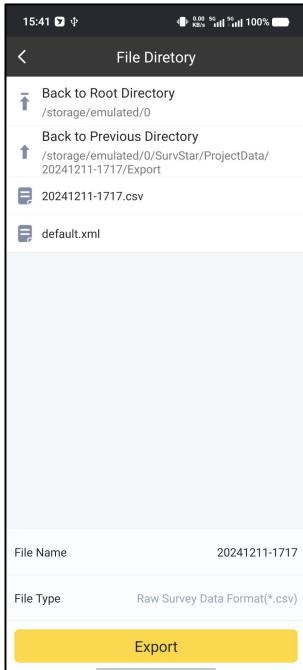 15:41 0.00 KB/s 5G 5G 100%
File Diretory
Back to Root Directory
/storage/emulated/0
Back to Previous Directory
/storage/emulated/0/SurvStar/ProjectData/
20241211-1717/Export
20241211-1717.csv
default.xml
File Name 20241211-1717
File Type Raw Survey Data Format(*.csv)
Export